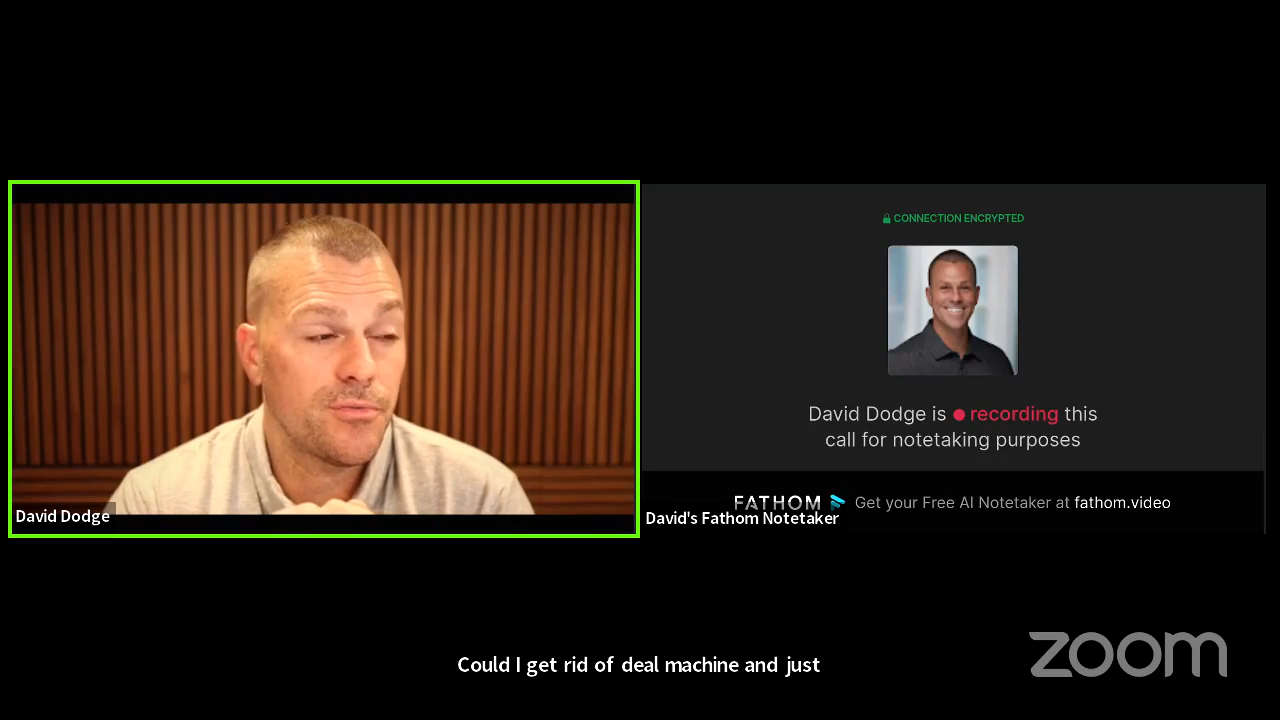 CONNECTION ENCRYPTED
David Dodge is recording this
call for notetaking purposes
FATHOM Get your Free AI Notetaker at fathom.video
David Dodge
David's Fathom Notetaker
Could I get rid of deal machine and just
zoom